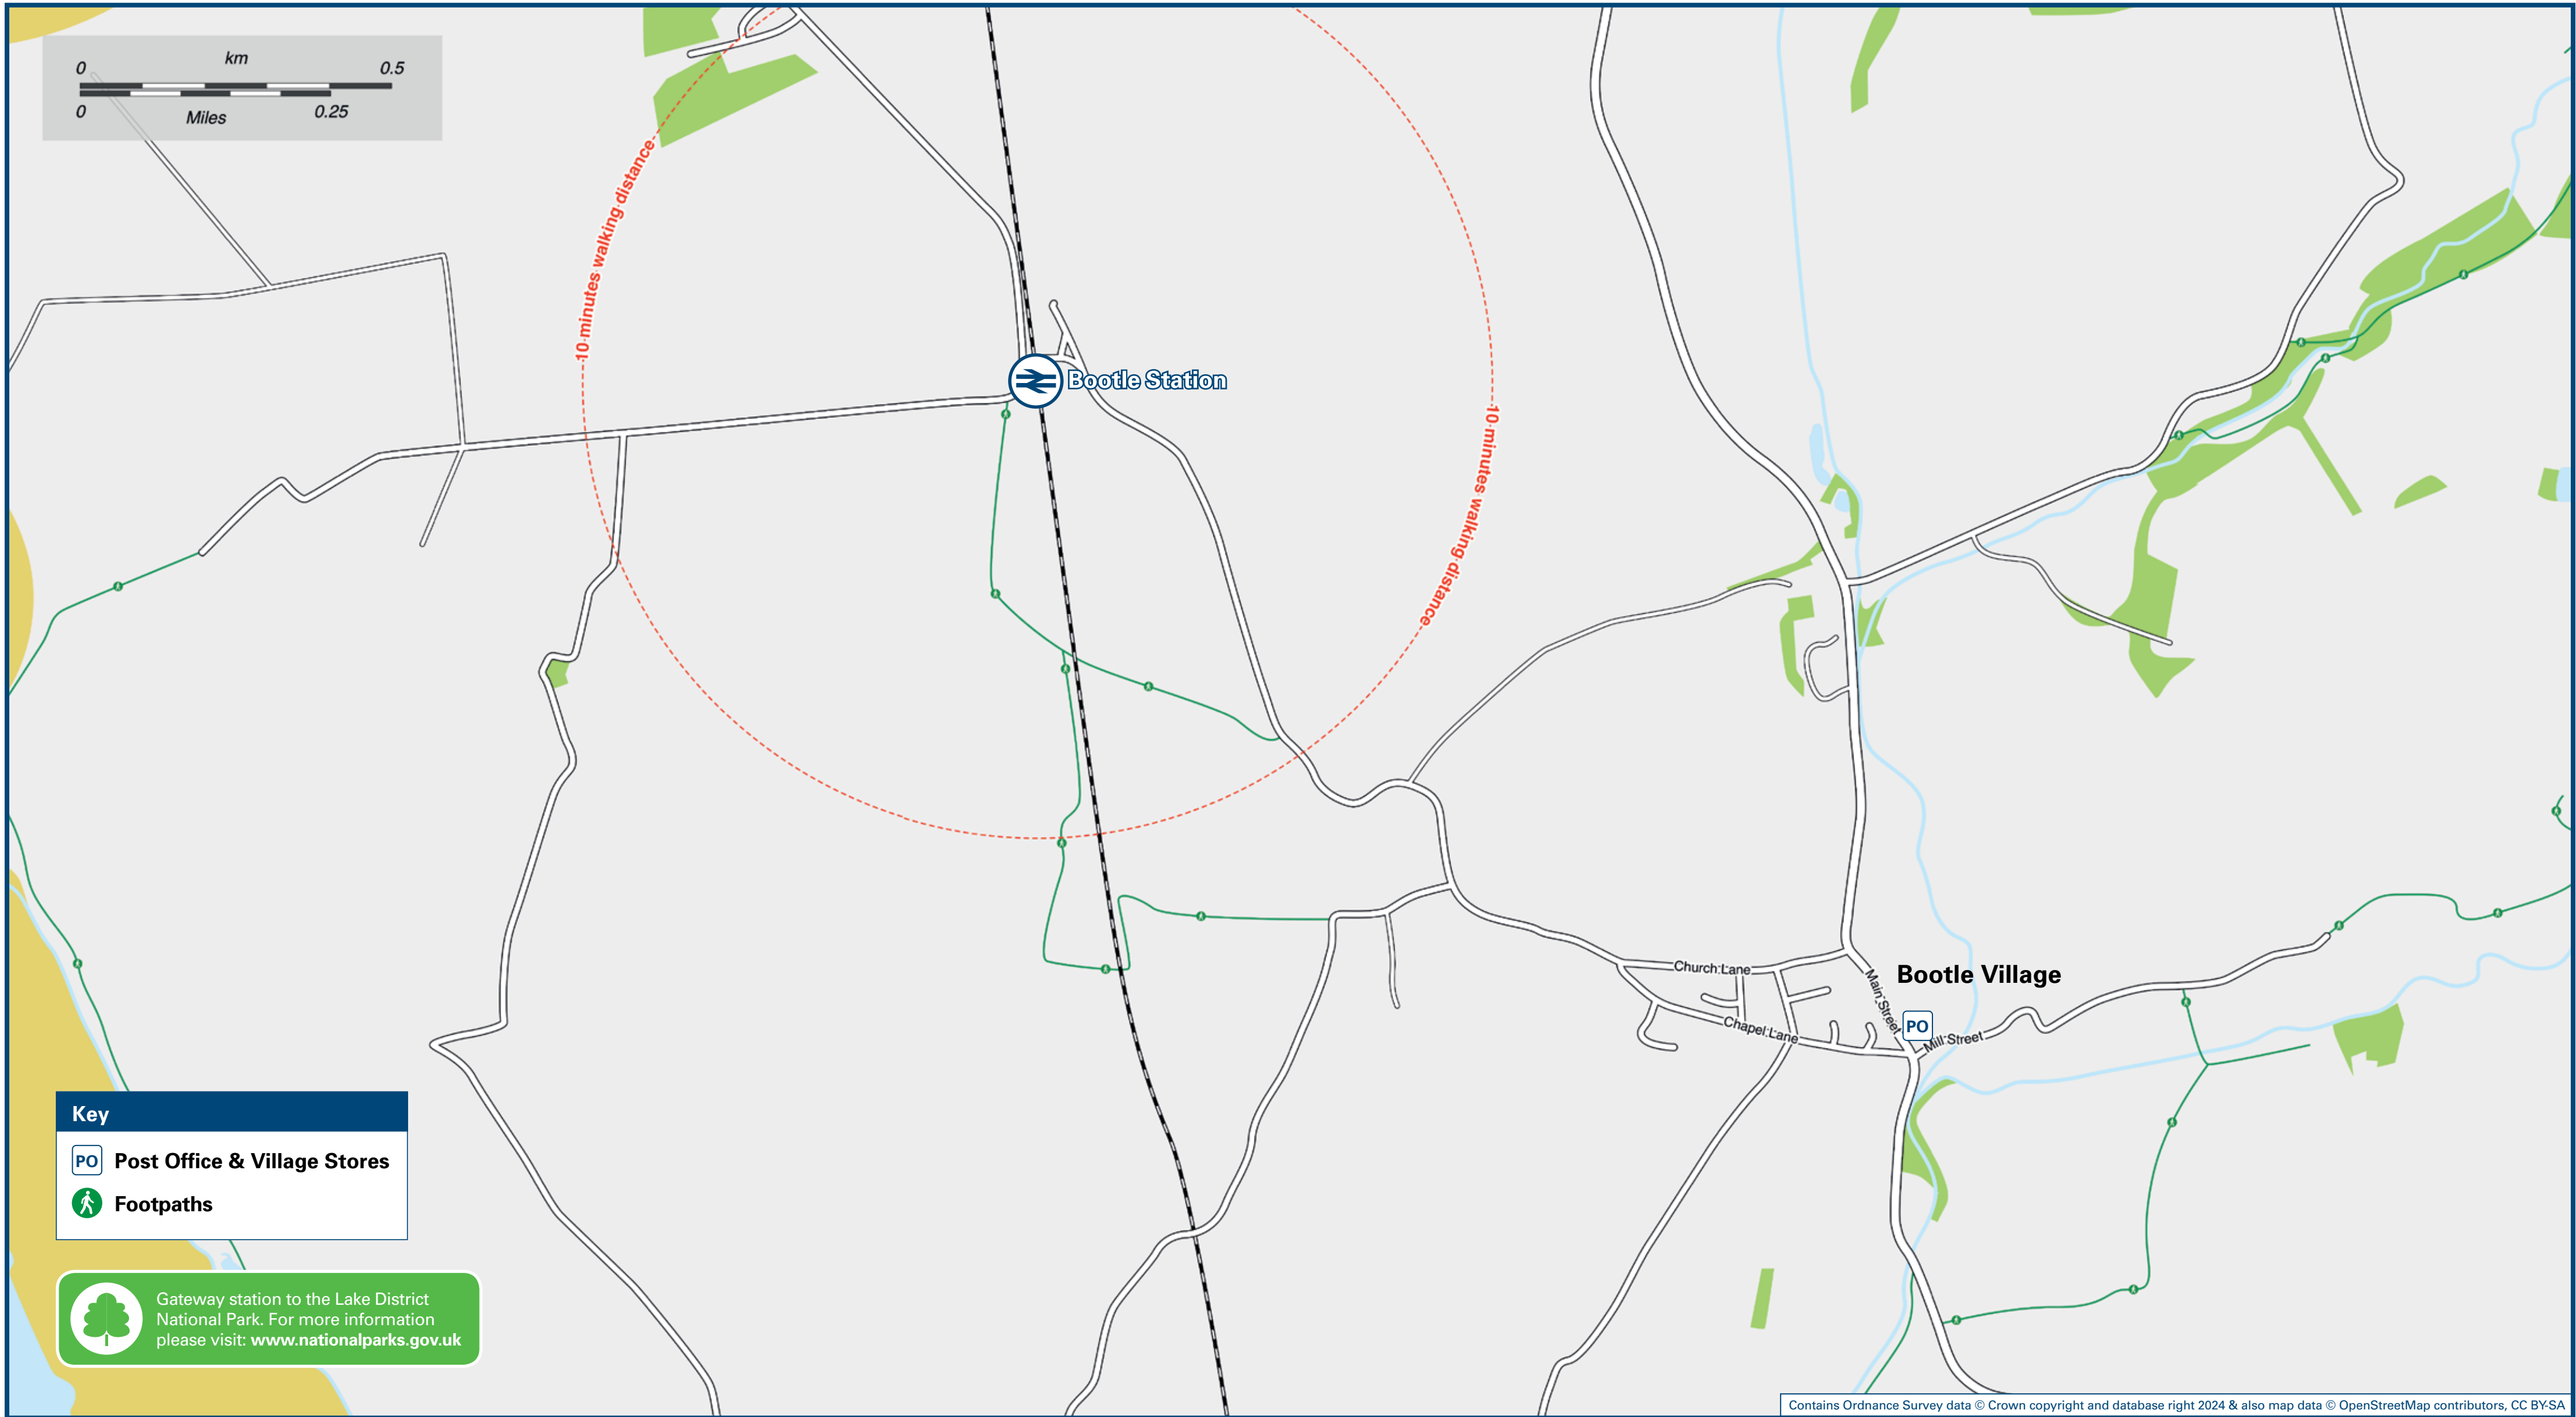 km
0 0.5
0 0.25
Miles
10 minutes walking distance
Bootle Station
10 minutes walking distance
Church Lane
Main Street
Bootle Village
PO
Chapel Lane
Mill Street
Key
PO Post Office & Village Stores
Footpaths
Gateway station to the Lake District
National Park. For more information
please visit: www.nationalparks.gov.uk
Contains Ordnance Survey data © Crown copyright and database right 2024 & also map data © OpenStreetMap contributors, CC BY-SA